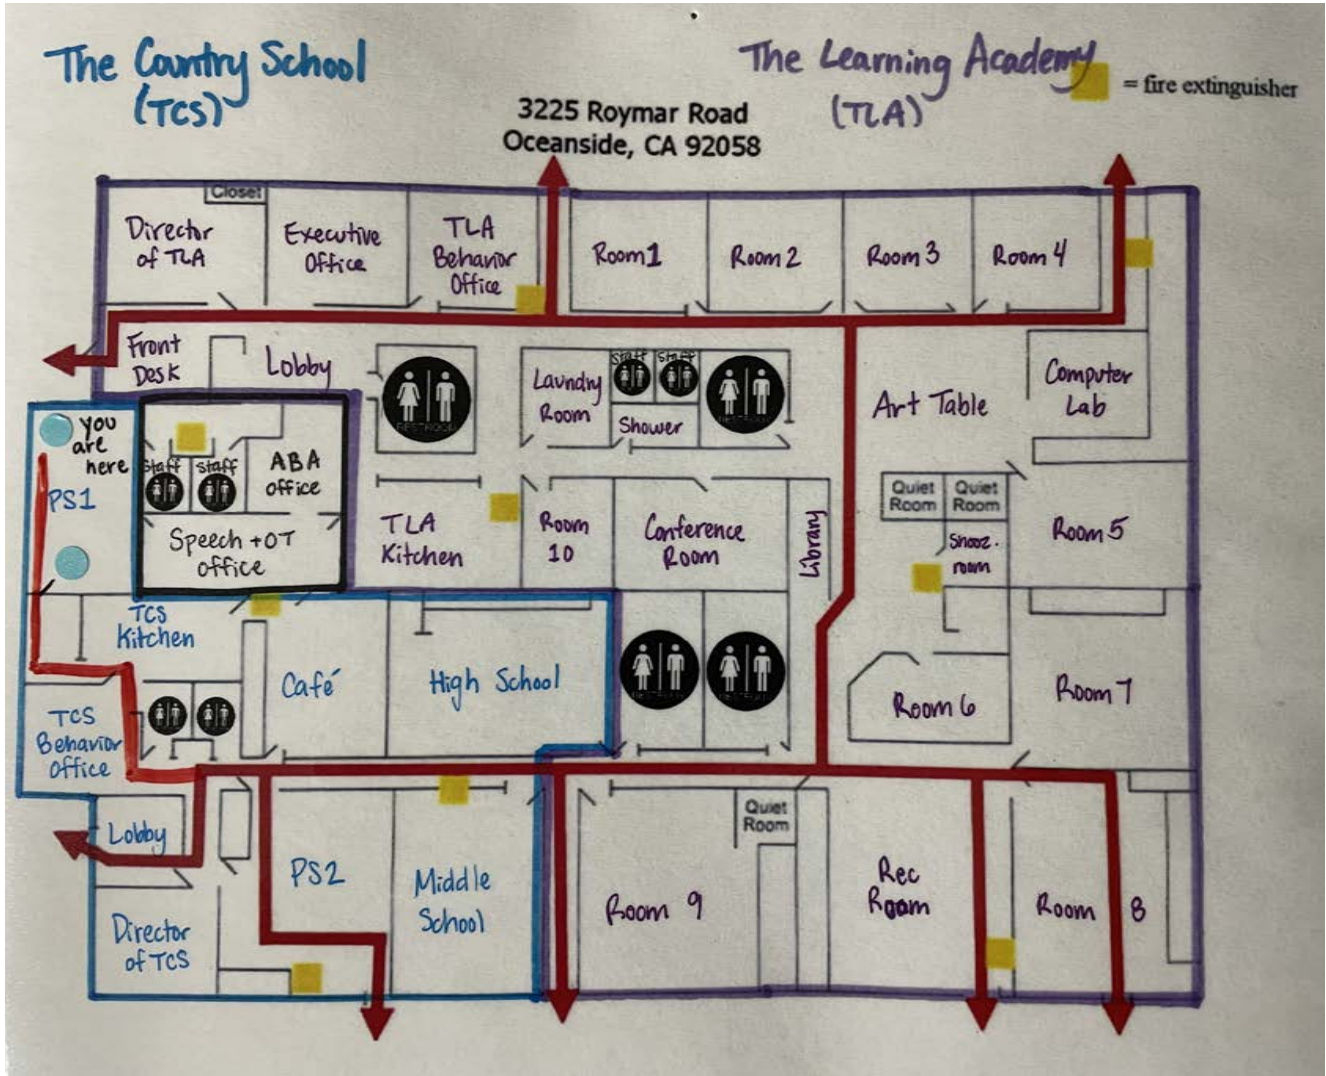 The Country School
(TCS)
The Learning Academy
(TLA)
= fire extinguisher
3225 Roymar Road
Oceanside, CA 92058
Closet
Director
of TLA
Executive
Office
TLA
Behavior
Office
Room 1
Room 2
Room 3
Room 4
Front
Desk
Lobby
RESTROOM
Laundry
Room
Staff
Staff
Shower
RESTROOM
Art Table
Computer
Lab
you
are
here
PS1
Staff
Staff
ABA
office
Speech + OT
office
TLA
Kitchen
Room
10
Conference
Room
Library
Quiet
Room
Quiet
Room
Snooz.
room
Room 5
TCS
Kitchen
Café
High School
RESTROOM
RESTROOM
Room 6
Room 7
TCS
Behavior
Office
Lobby
PS2
Middle
School
Quiet
Room
Room 9
Rec
Room
Room 8
Director
of TCS